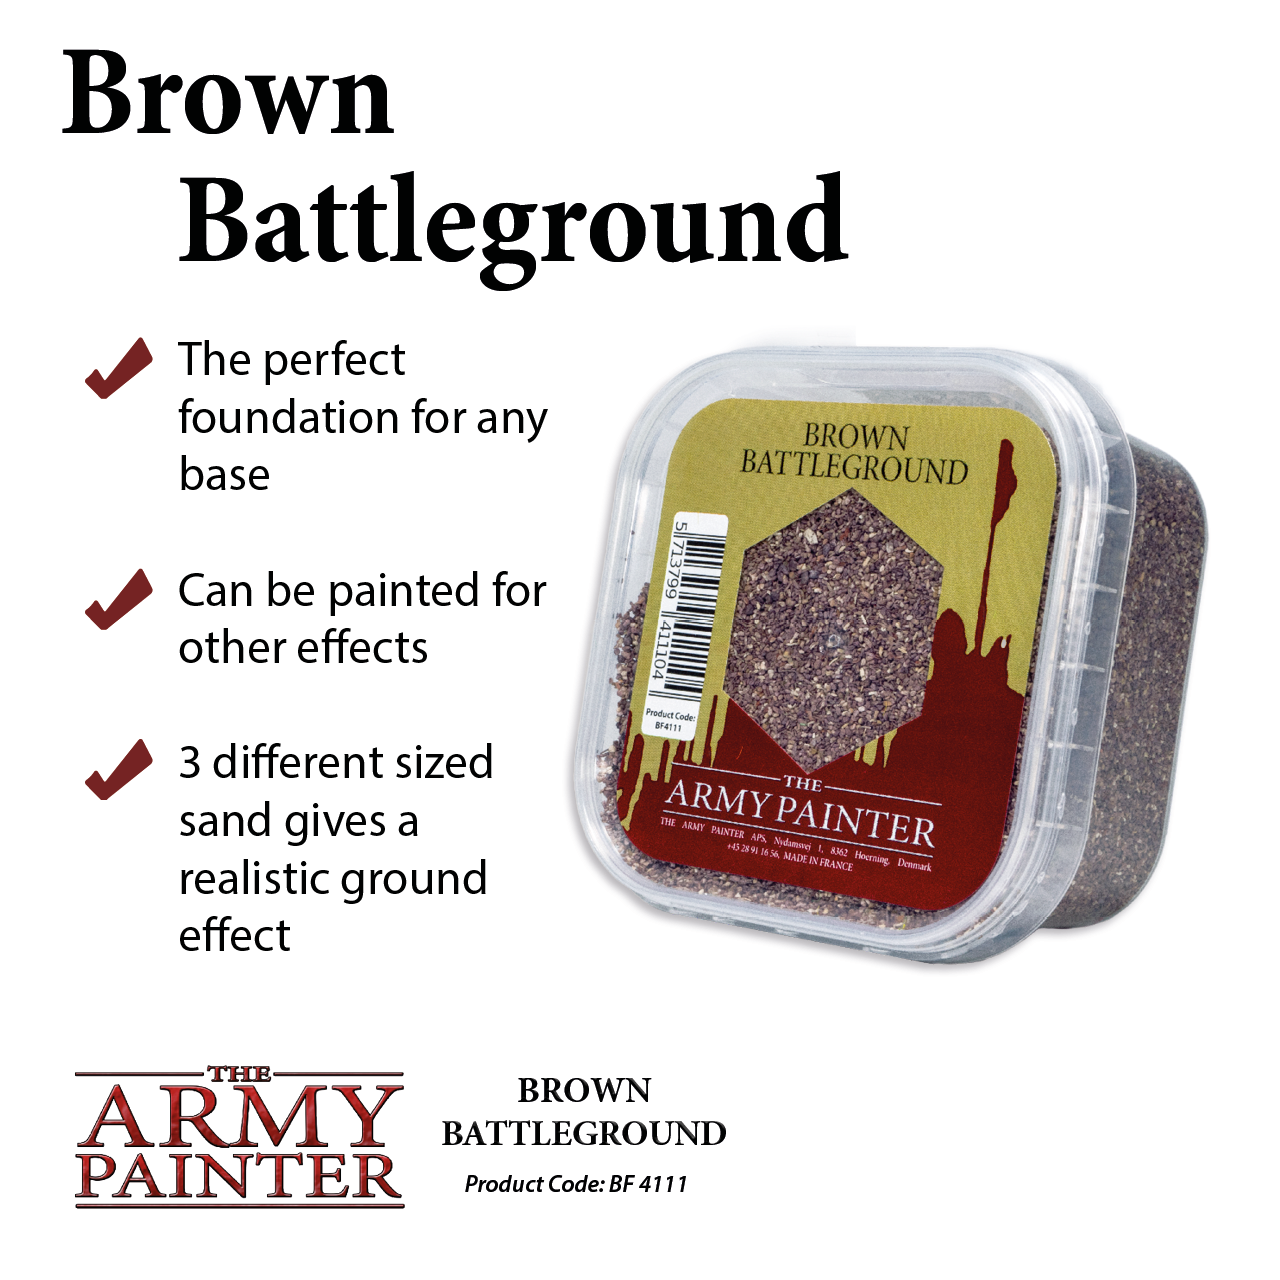 Brown
Battleground
The perfect
foundation for any
base
Can be painted for
other effects
3 different sized
sand gives a
realistic ground
effect
BROWN
BATTLEGROUND
5 713799 411104
Product Code:
BF4111
THE
ARMY PAINTER
THE ARMY PAINTER APS, Nydamsvej 1, 8362 Hoerning, Denmark
+45 28 91 16 56, MADE IN FRANCE
THE
ARMY
PAINTER
BROWN
BATTLEGROUND
Product Code: BF 4111